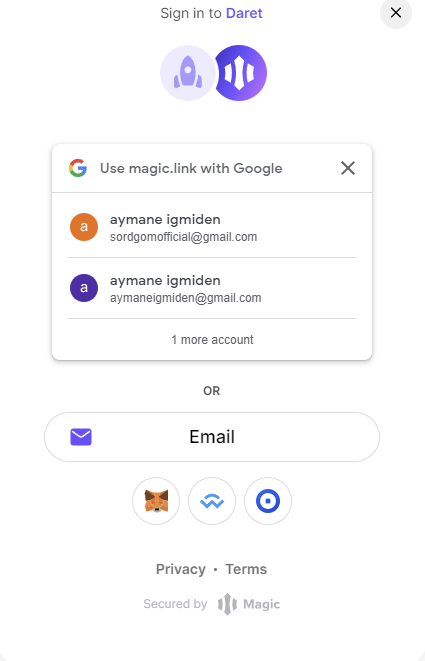 Sign in to Daret
Use magic.link with Google
a
aymane igmiden
sordgomofficial@gmail.com
a
aymane igmiden
aymaneigmiden@gmail.com
1 more account
OR
Email
Privacy • Terms
Secured by Magic